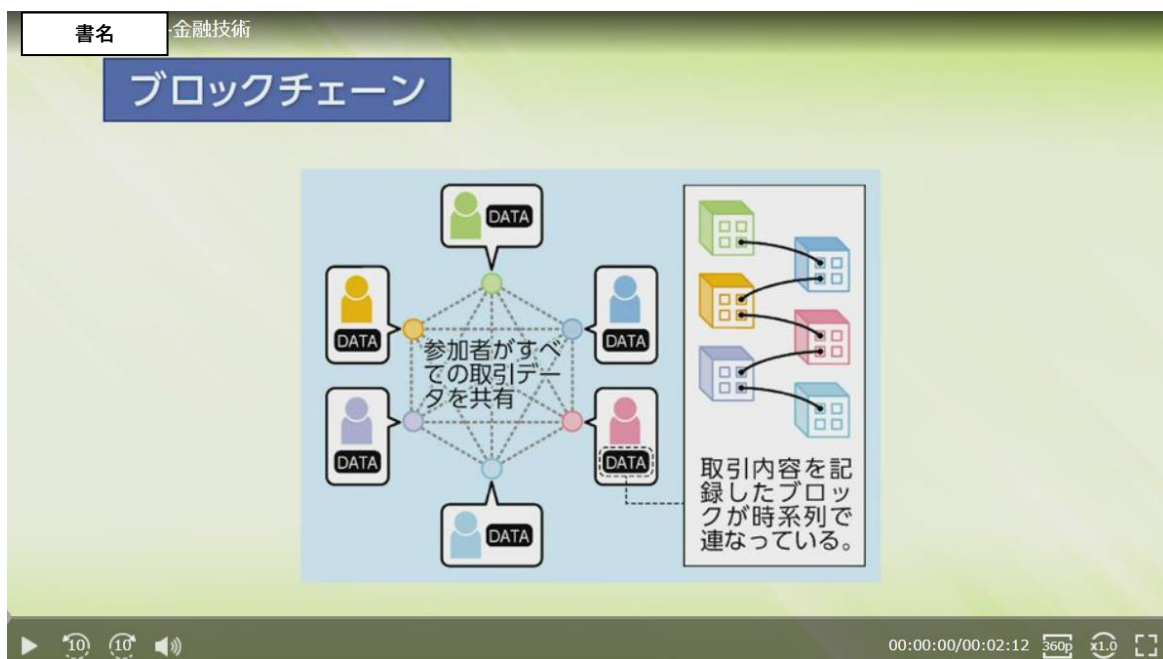 書名
-金融技術
ブロックチェーン
DATA
DATA
DATA
参加者がすべ
ての取引デー
タを共有
DATA
DATA
DATA
取引内容を記
録したブロッ
クが時系列で
連なっている。
10
10
00:00:00/00:02:12
360p
x1.0